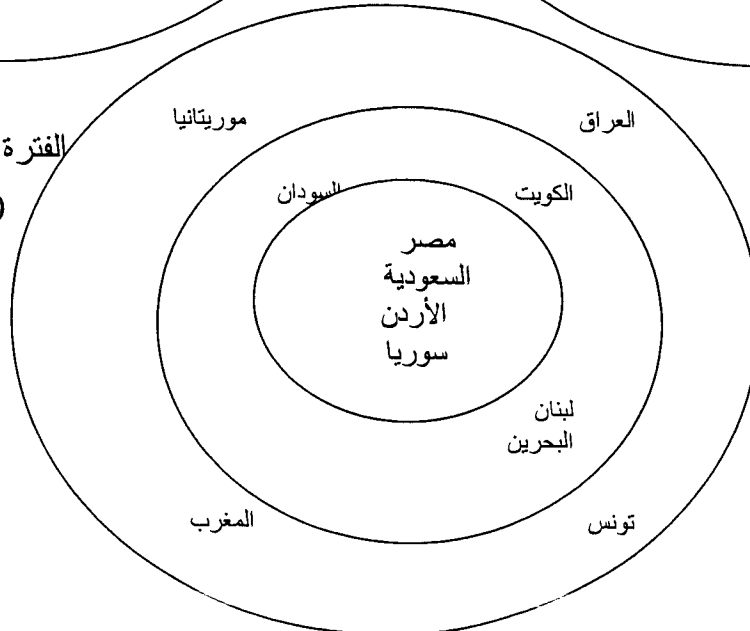 العراق
موريتانيا
الفترة
الكويت
السودان
مصر
السعودية
الأردن
سوريا
لبنان
البحرين
تونس
المغرب